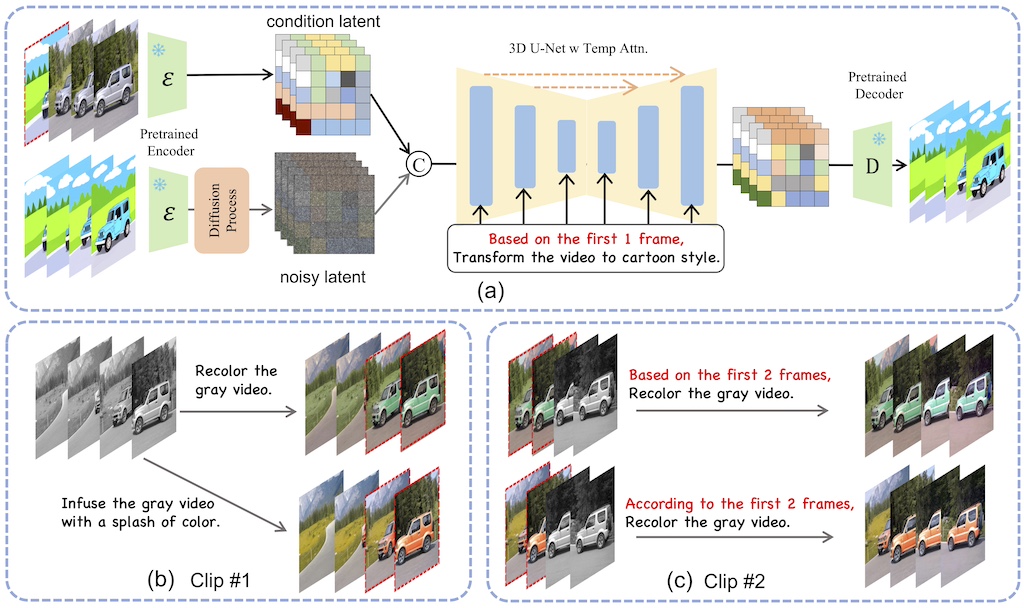 condition latent
3D U-Net w Temp Attn.
Pretrained
Decoder
ε
Pretrained
Encoder
C
D
ε
Diffusion
Process
Based on the first 1 frame,
Transform the video to cartoon style.
noisy latent
(a)
Recolor the
gray video.
Infuse the gray video
with a splash of color.
(b) Clip #1
Based on the first 2 frames,
Recolor the gray video.
According to the first 2 frames,
Recolor the gray video.
(c) Clip #2